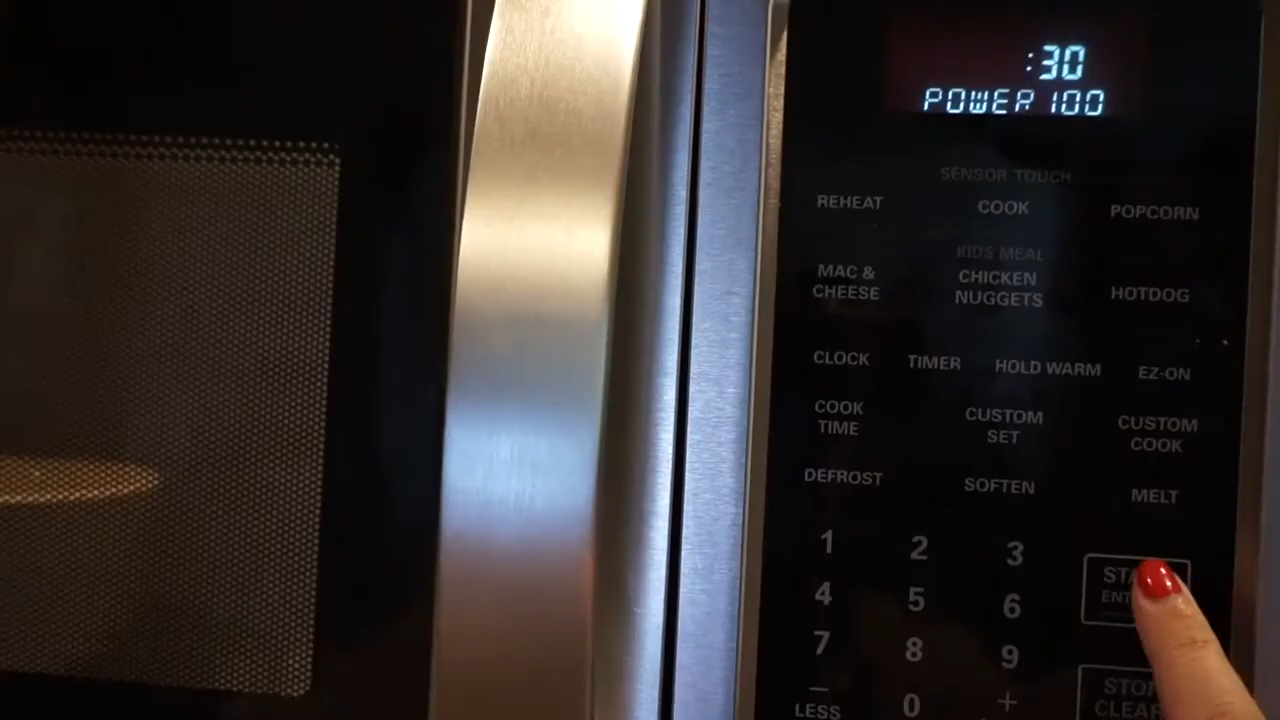 :30
POWER 100
SENSOR TOUCH
REHEAT COOK POPCORN
KIDS MEAL
MAC & CHEESE
CHICKEN NUGGETS
HOTDOG
CLOCK TIMER HOLD WARM EZ-ON
COOK TIME
CUSTOM SET
CUSTOM COOK
DEFROST SOFTEN MELT
1 2 3
4 5 6
7 8 9
– 0 +
LESS